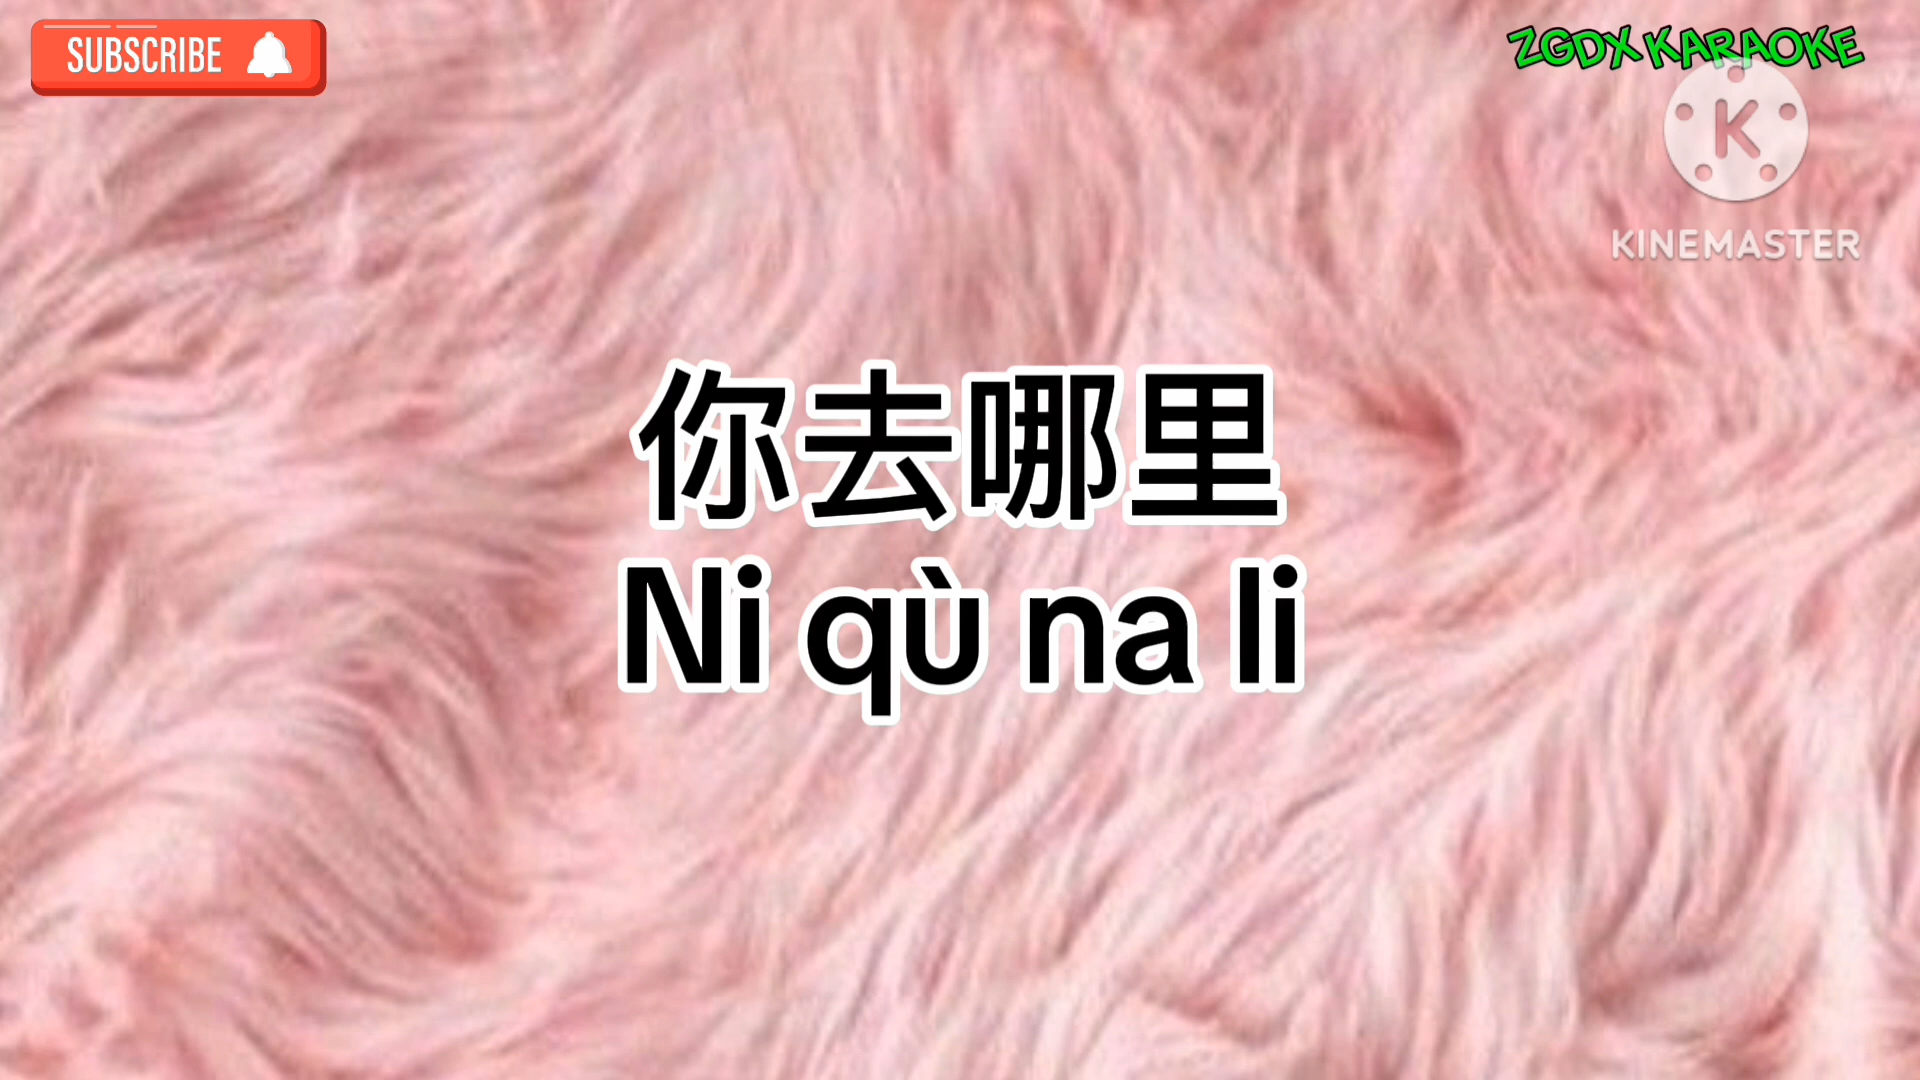 SUBSCRIBE
ZGDX KARAOKE
K
KINEMASTER
你去哪里
Ni qù na li